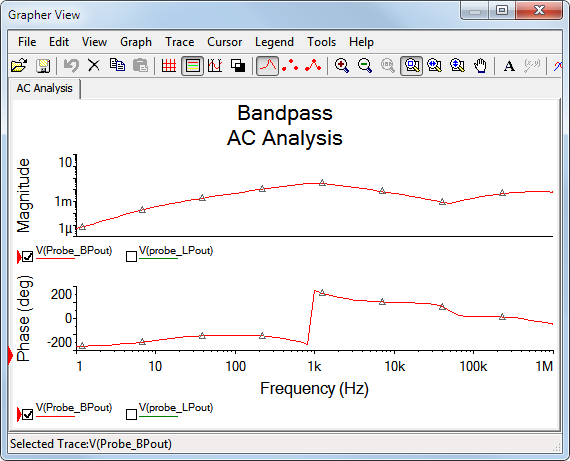 Grapher View
File Edit View Graph Trace Cursor Legend Tools Help
A
AC Analysis
Bandpass
AC Analysis
Magnitude
10
1m
1µ
V(Probe_BPout) V(probe_LPout)
Phase (deg)
200
0
-200
1 10 100 1k 10k 100k 1M
Frequency (Hz)
V(Probe_BPout) V(probe_LPout)
Selected Trace:V(Probe_BPout)